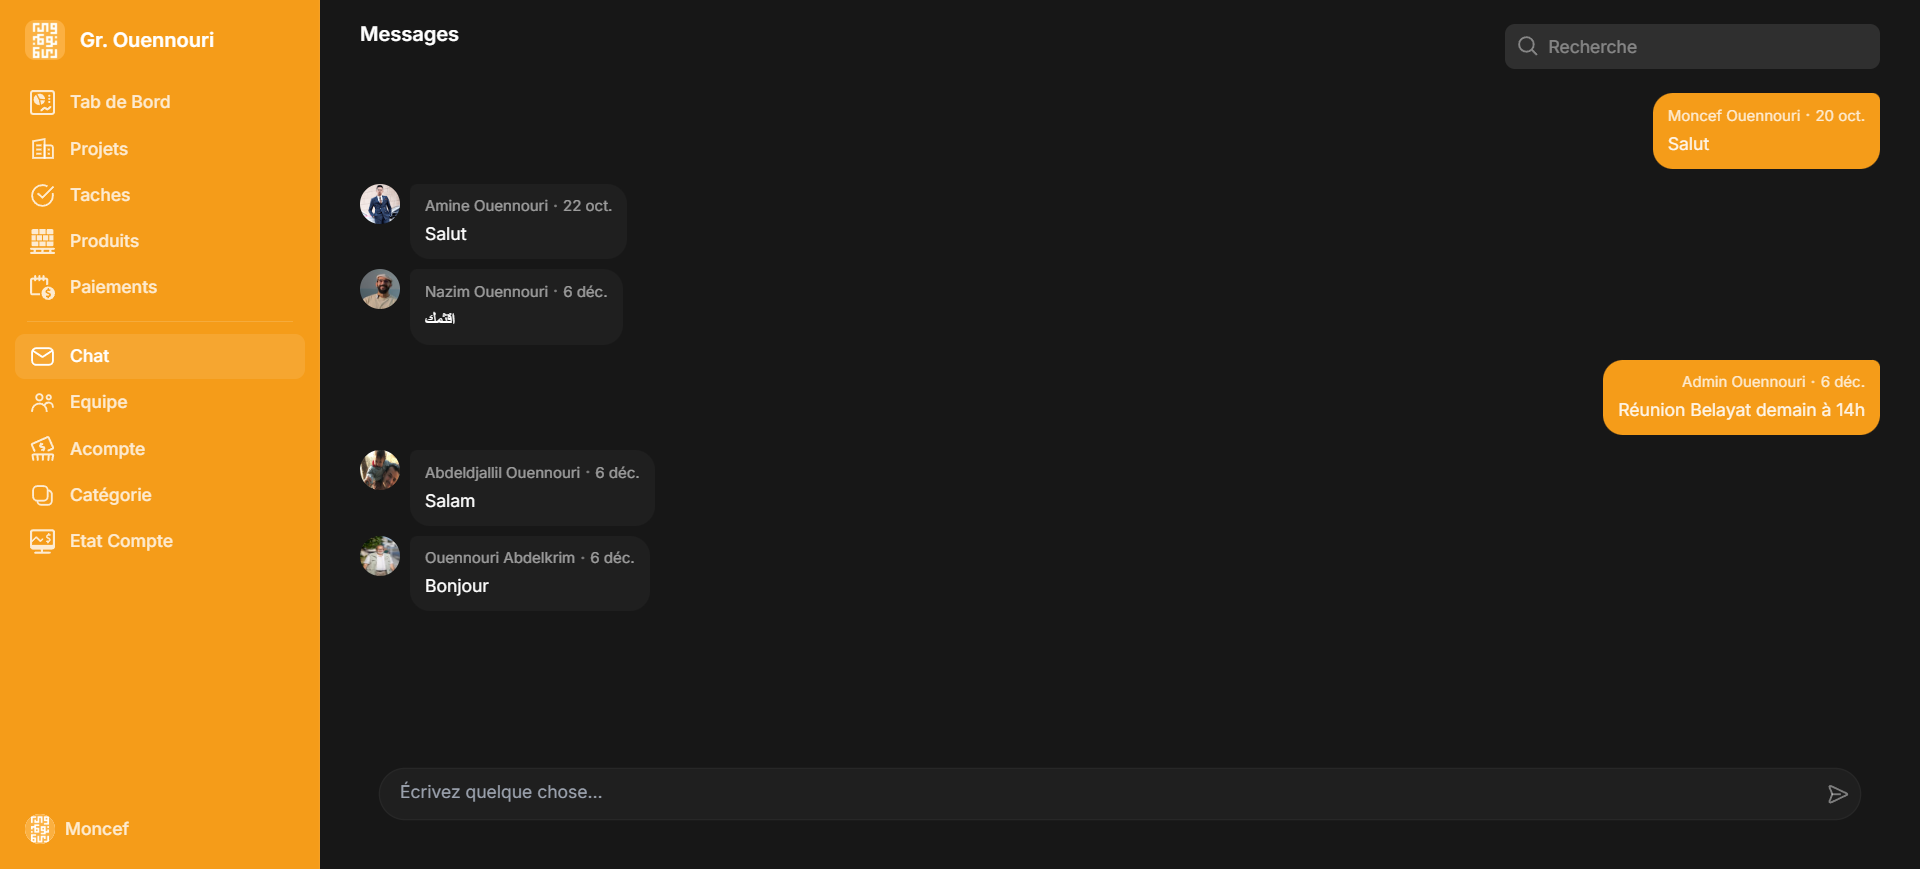 Gr. Ouennouri
Tab de Bord
Projets
Taches
Produits
Paiements
Chat
Equipe
Acompte
Catégorie
Etat Compte
Moncef
Messages
Recherche
Moncef Ouennouri · 20 oct.
Salut
Amine Ouennouri · 22 oct.
Salut
Nazim Ouennouri · 6 déc.
Admin Ouennouri · 6 déc.
Réunion Belayat demain à 14h
Abdeldjallil Ouennouri · 6 déc.
Salam
Ouennouri Abdelkrim · 6 déc.
Bonjour
Écrivez quelque chose...